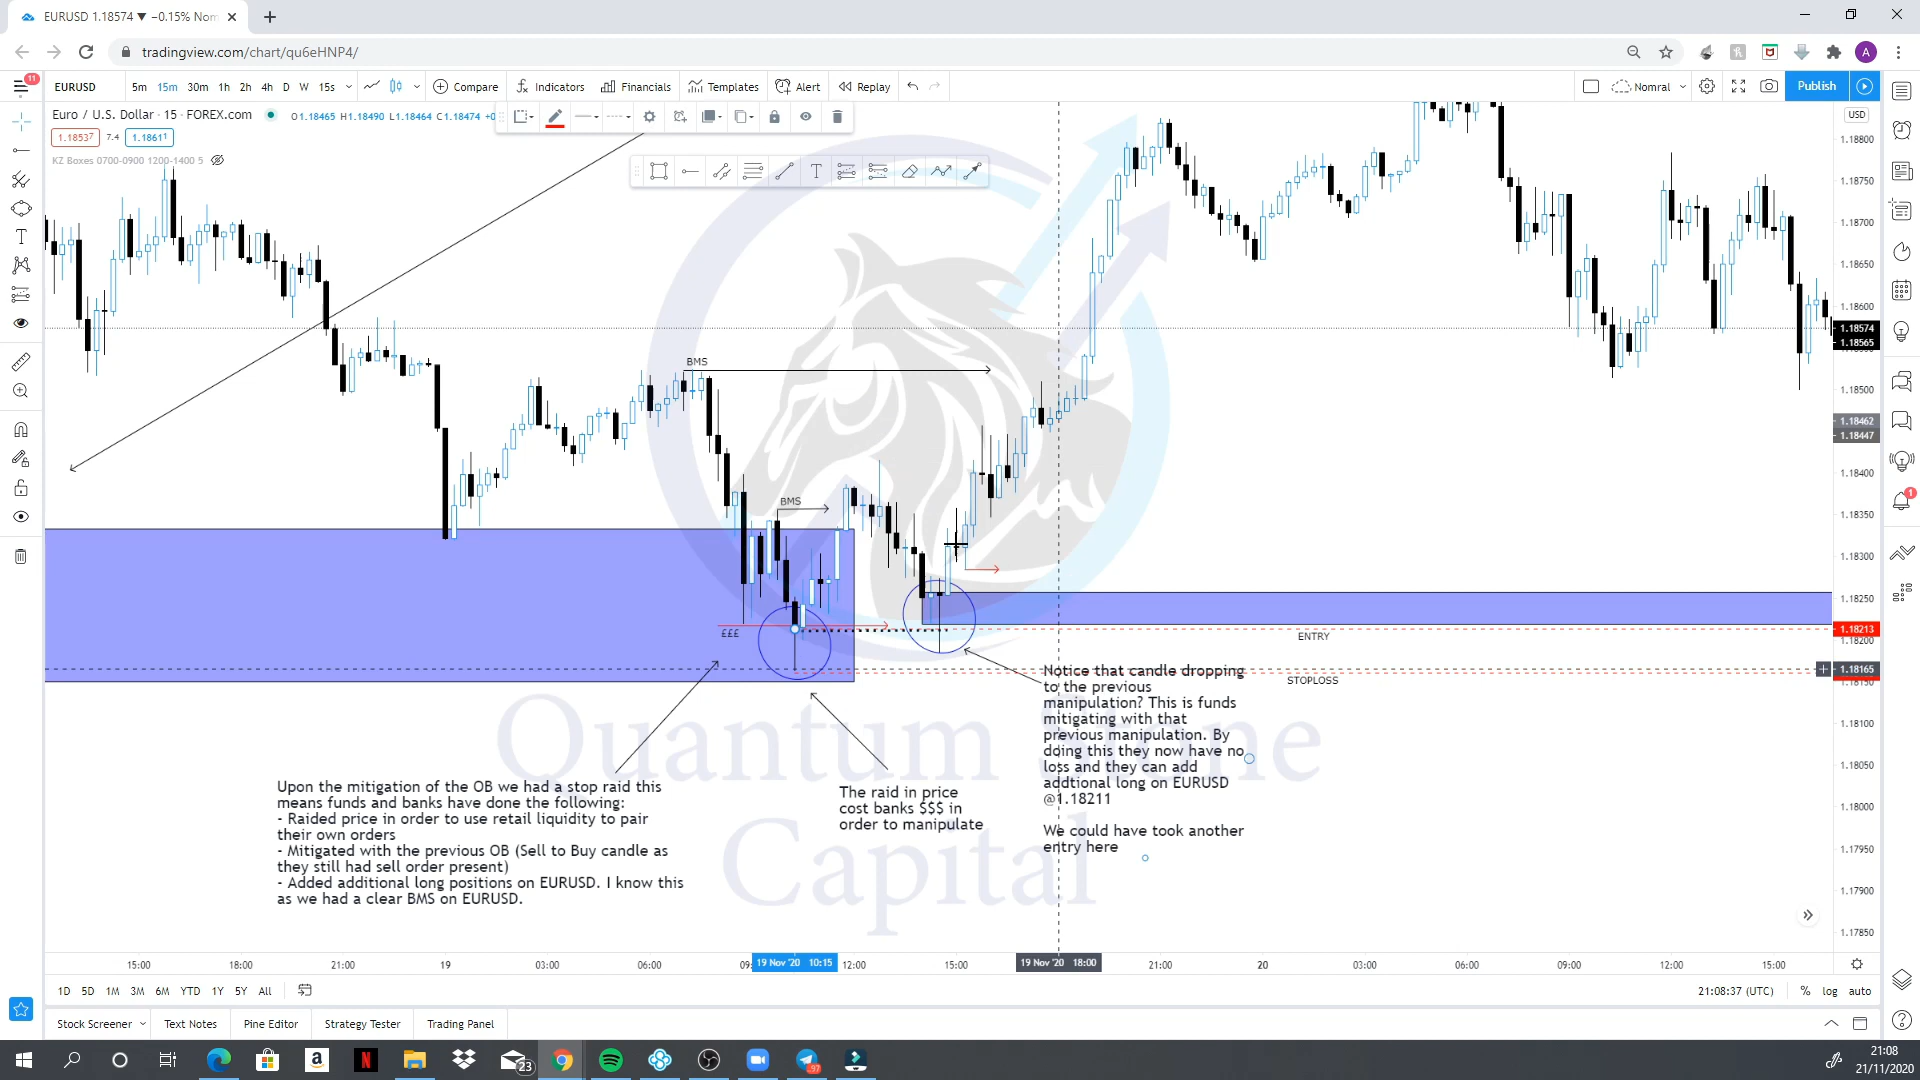 EURUSD 1.18574 ▼ −0.15% Nom
tradingview.com/chart/qu6eHNP4/
A
11
EURUSD 5m 15m 30m 1h 2h 4h D W 15s Compare Indicators Financials Templates Alert Replay Nomral Publish
Euro / U.S. Dollar · 15 · FOREX.com O1.18465 H1.18490 L1.18464 C1.18474
1.18537 7.4 1.18611
KZ Boxes 0700-0900 1200-1400 5
USD
1.18800
1.18750
1.18700
1.18650
1.18600
1.18574
1.18565
1.18500
1.18462
1.18447
1.18400
1.18350
1.18300
1.18250
1.18213
1.18200
1.18165
1.18100
1.18050
1.18000
1.17950
1.17900
1.17850
BMS
BMS
£££
ENTRY
STOPLOSS
Quantum Stone
Capital
Notice that candle dropping
to the previous
manipulation? This is funds
mitigating with that
previous manipulation. By
doing this they now have no
loss and they can add
addtional long on EURUSD
@1.18211
We could have took another
entry here
Upon the mitigation of the OB we had a stop raid this
means funds and banks have done the following:
- Raided price in order to use retail liquidity to pair
their own orders
- Mitigated with the previous OB (Sell to Buy candle as
they still had sell order present)
- Added additional long positions on EURUSD. I know this
as we had a clear BMS on EURUSD.
The raid in price
cost banks $$$ in
order to manipulate
15:00 18:00 21:00 19 03:00 06:00 19 Nov '20 10:15 12:00 15:00 19 Nov '20 18:00 21:00 20 03:00 06:00 09:00 12:00 15:00
1D 5D 1M 3M 6M YTD 1Y 5Y All 21:08:37 (UTC) % log auto
Stock Screener Text Notes Pine Editor Strategy Tester Trading Panel
1
23
97
21:08
21/11/2020